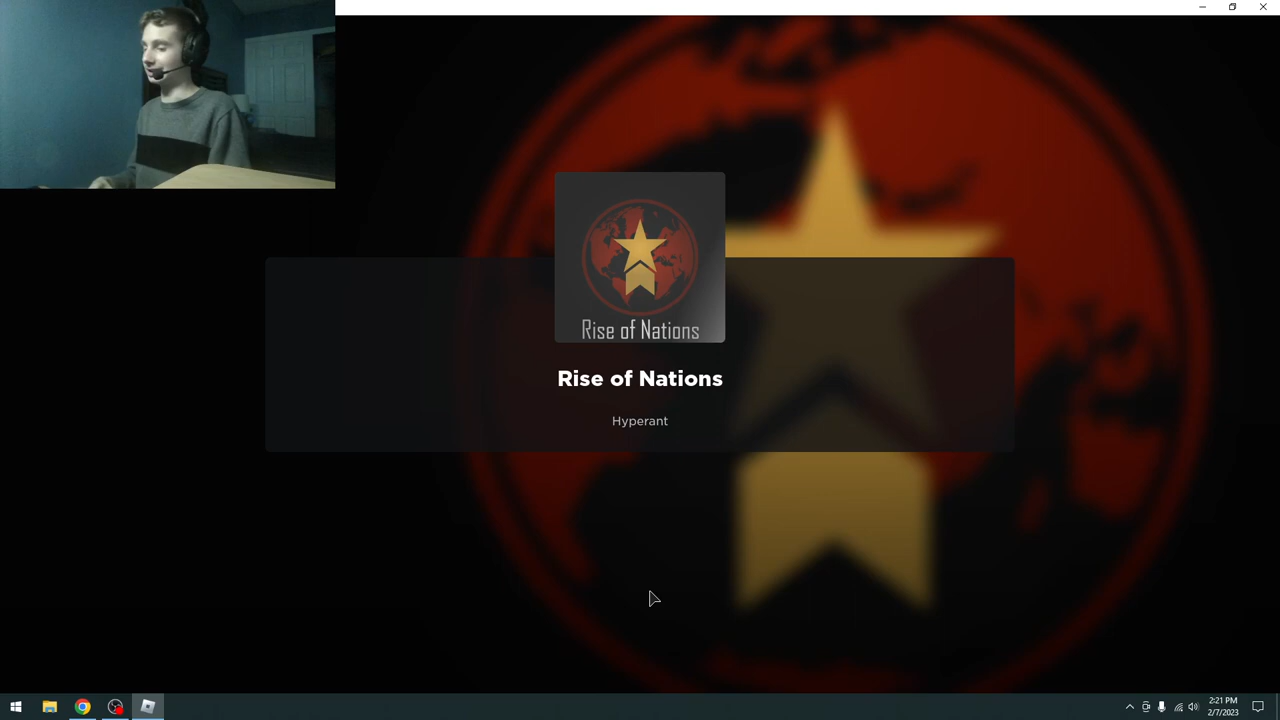 Rise of Nations
Rise of Nations
Hyperant
2:21 PM
2/7/2023